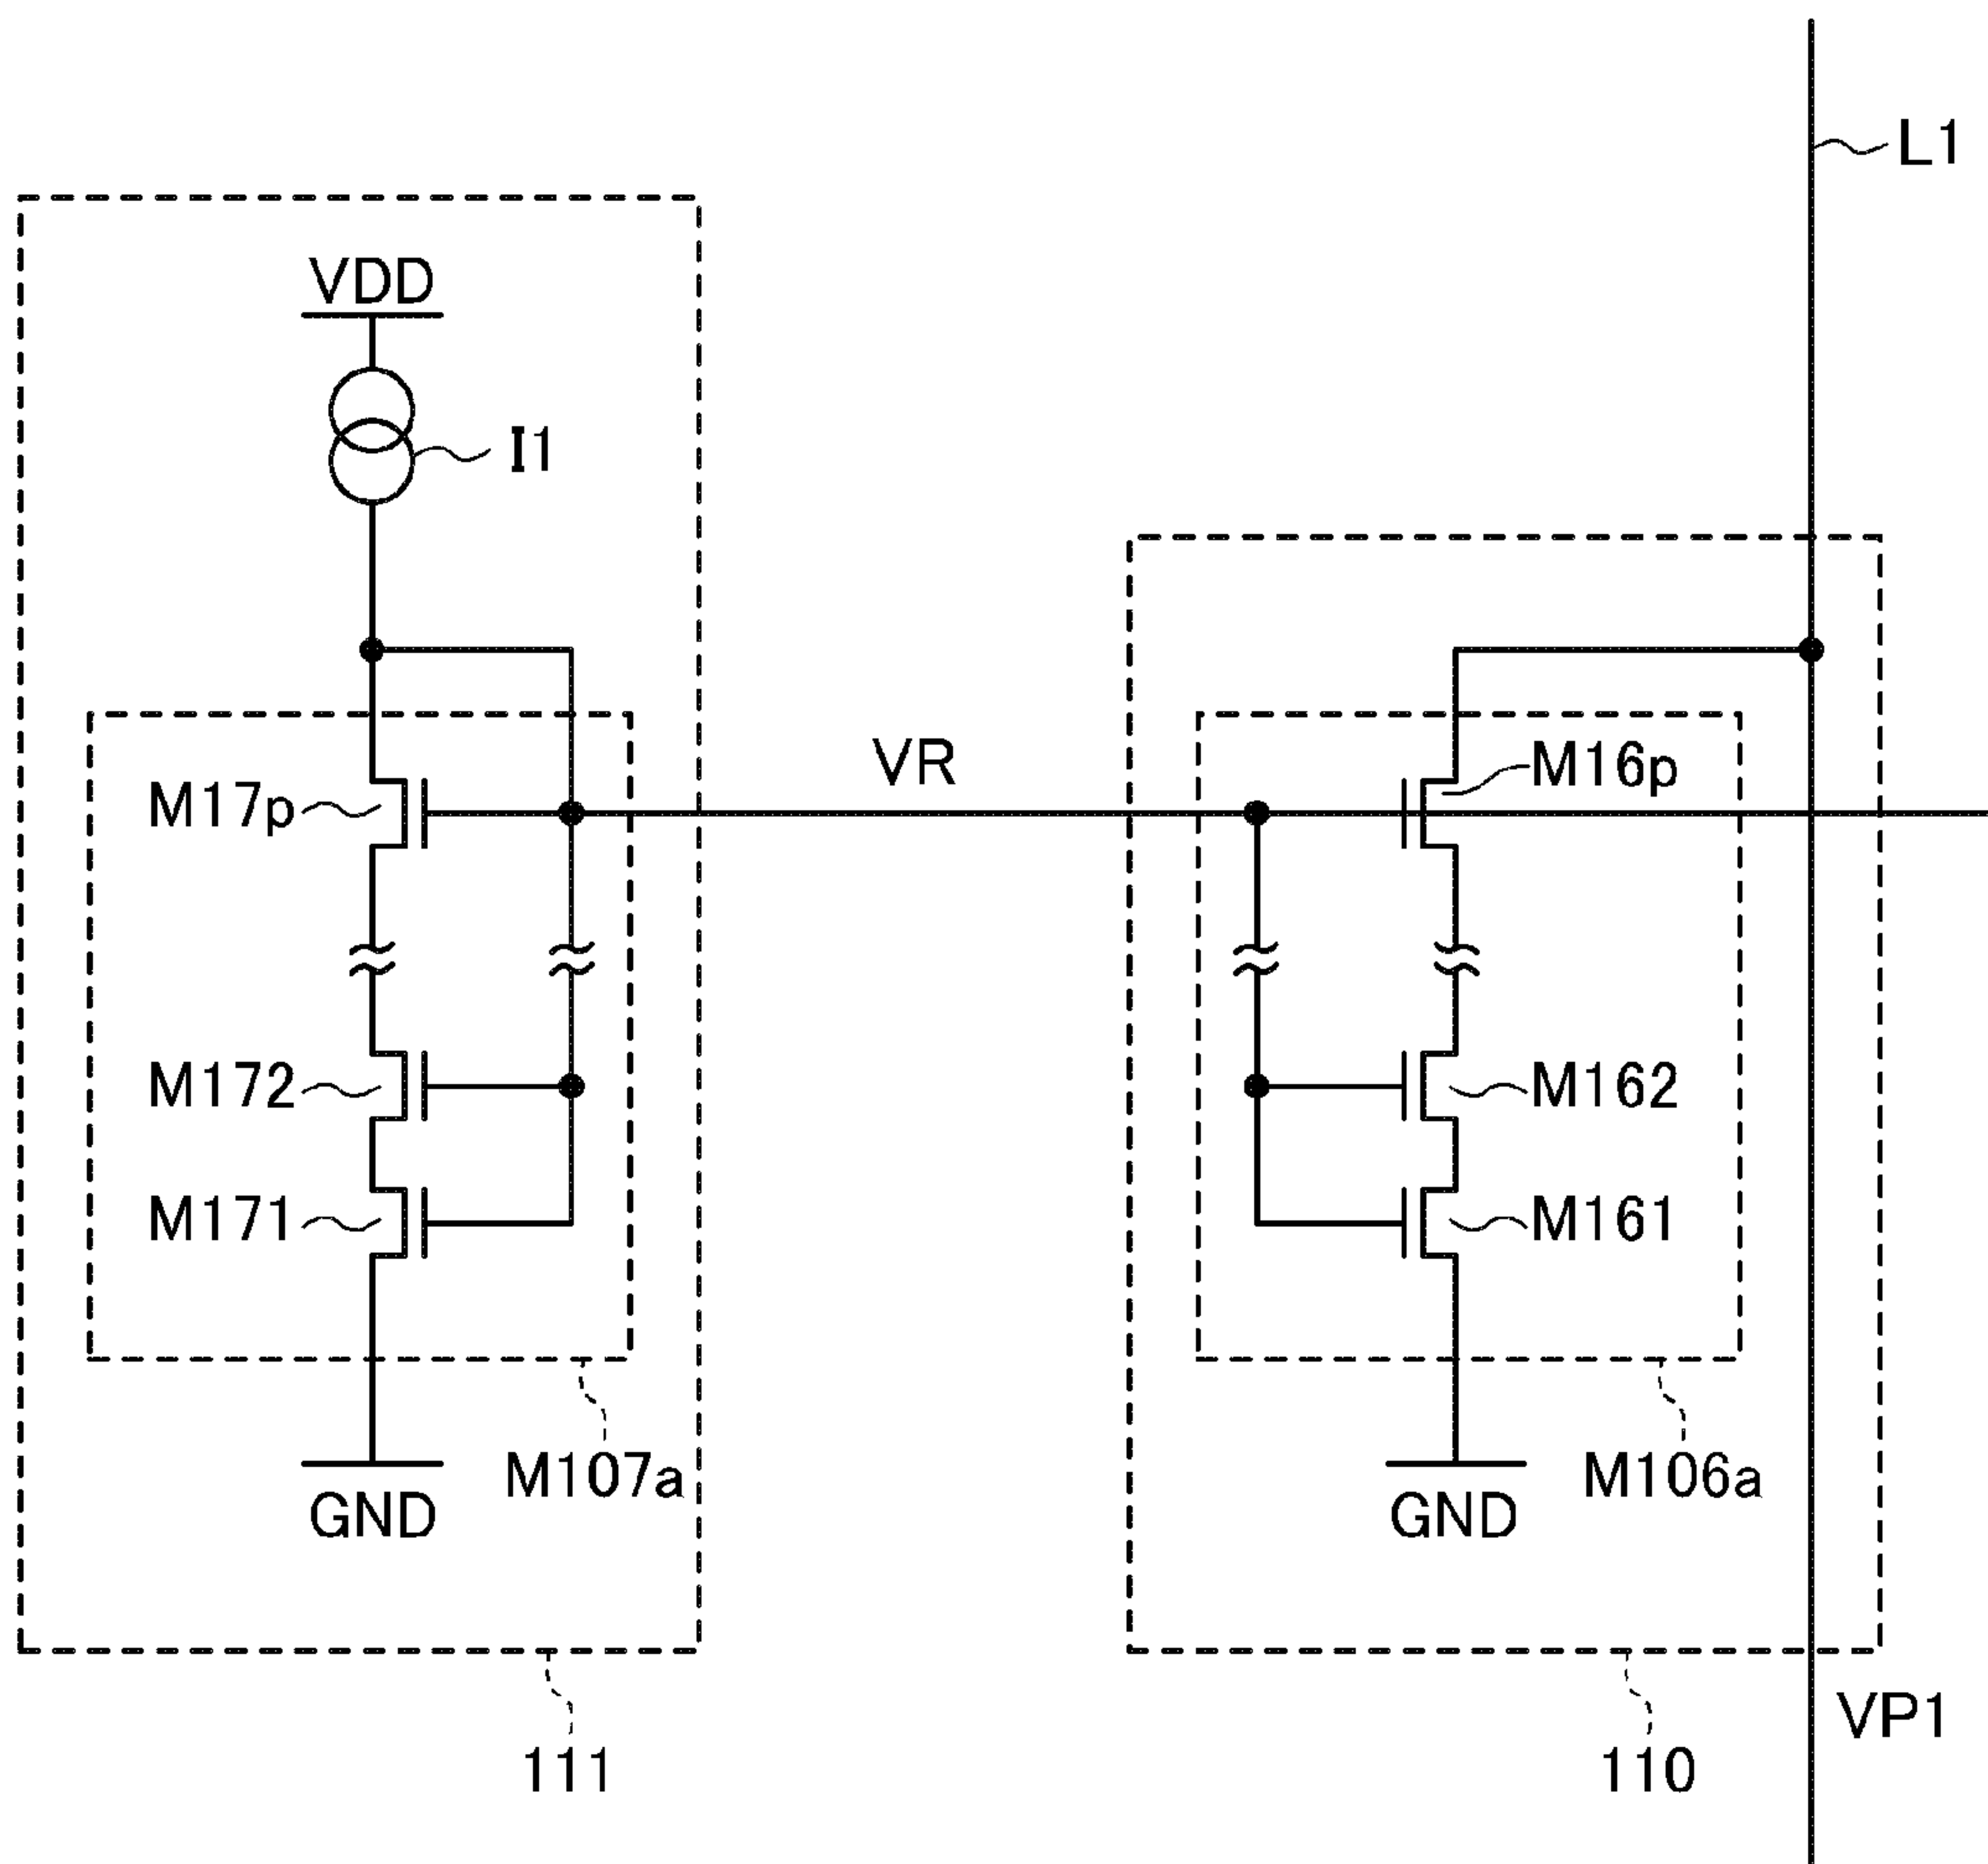 L1
VDD
I1
VR
M16p
M17p
M172
M162
M171
M161
M107a
M106a
GND
GND
VP1
111
110